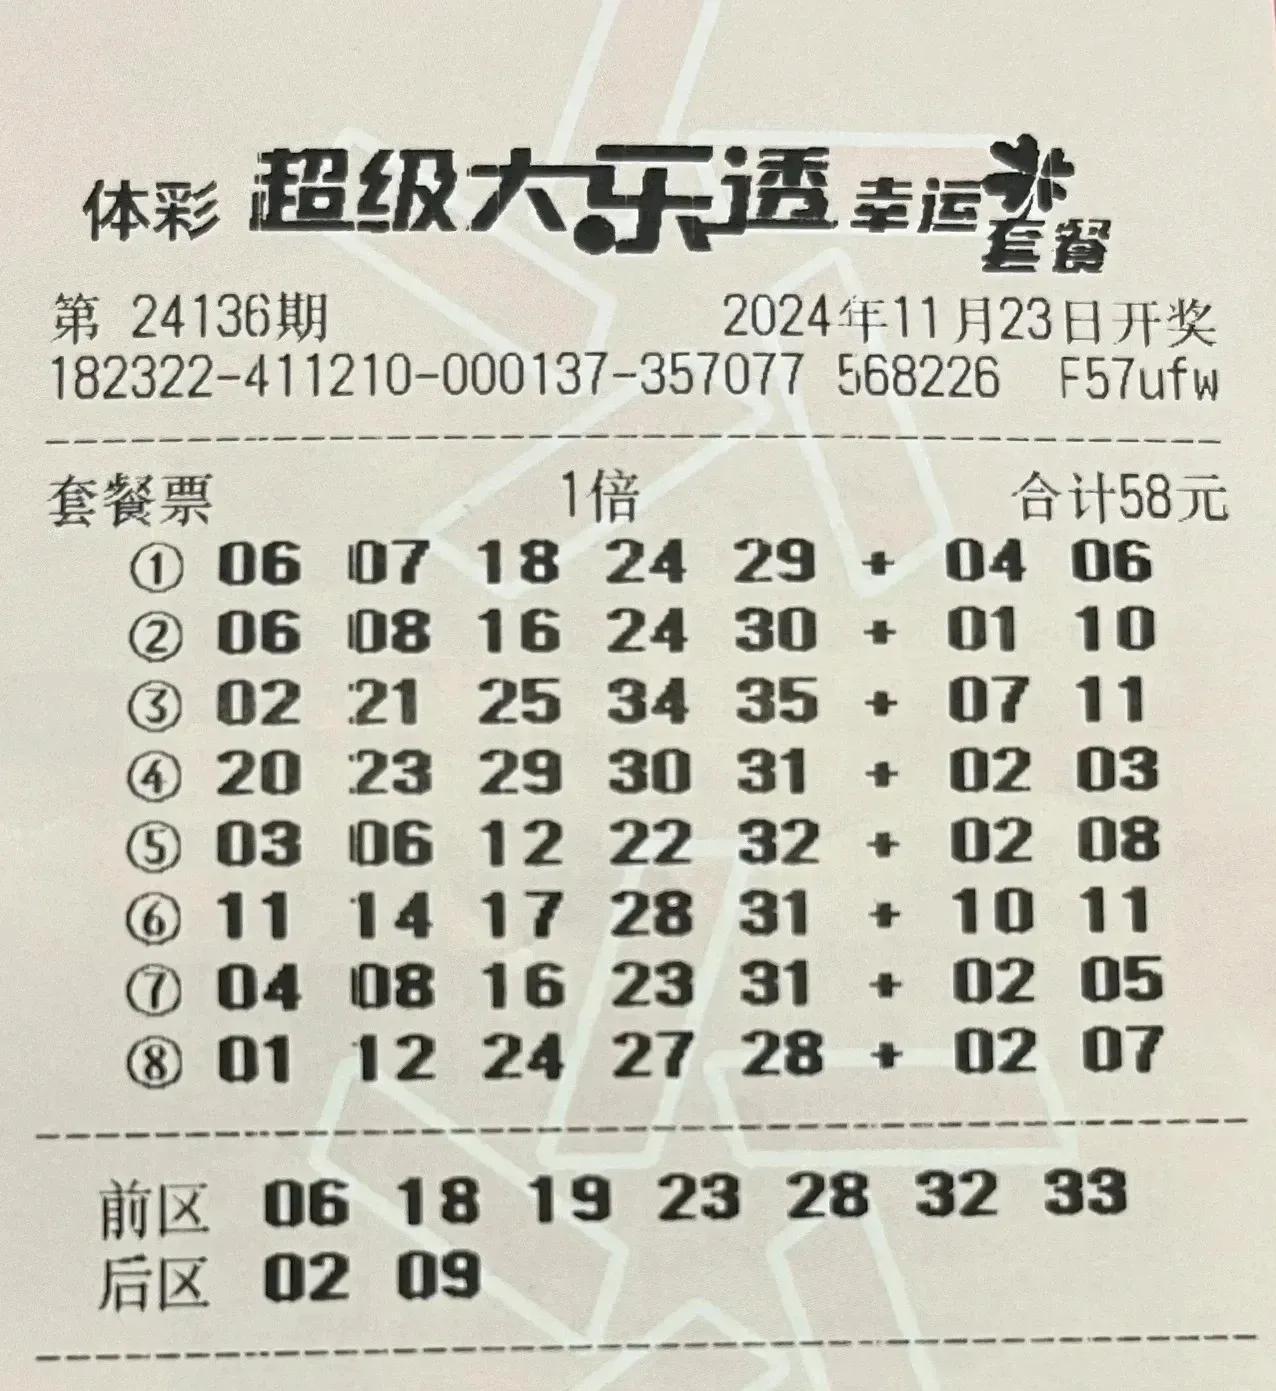 体彩 超级大乐透 幸运套餐
第 24136期 2024年11月23日开奖
182322-411210-000137-357077 568226 F57ufw
套餐票 1倍 合计58元
① 06 07 18 24 29 + 04 06
② 06 08 16 24 30 + 01 10
③ 02 21 25 34 35 + 07 11
④ 20 23 29 30 31 + 02 03
⑤ 03 06 12 22 32 + 02 08
⑥ 11 14 17 28 31 + 10 11
⑦ 04 08 16 23 31 + 02 05
⑧ 01 12 24 27 28 + 02 07
前区 06 18 19 23 28 32 33
后区 02 09